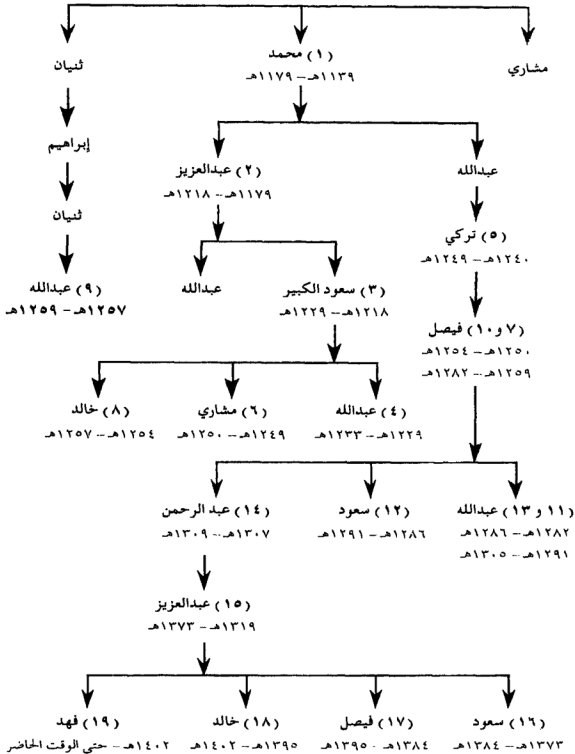 مشاري
(١) محمد
١١٣٩هـ – ١١٧٩هـ
ثنيان
إبراهيم
عبدالله
(٢) عبدالعزيز
١١٧٩هـ – ١٢١٨هـ
ثنيان
(٥) تركي
١٢٤٠هـ – ١٢٤٩هـ
(٣) سعود الكبير
١٢١٨هـ – ١٢٢٩هـ
عبدالله
(٩) عبدالله
١٢٥٧هـ – ١٢٥٩هـ
(٧ و ١٠) فيصل
١٢٥٠هـ – ١٢٥٤هـ
١٢٥٩هـ – ١٢٨٢هـ
(٤) عبدالله
١٢٢٩هـ – ١٢٣٣هـ
(٦) مشاري
١٢٤٩هـ – ١٢٥٠هـ
(٨) خالد
١٢٥٤هـ – ١٢٥٧هـ
(١١ و ١٣) عبدالله
١٢٨٢هـ – ١٢٨٦هـ
١٢٩١هـ – ١٣٠٥هـ
(١٢) سعود
١٢٨٦هـ – ١٢٩١هـ
(١٤) عبد الرحمن
١٣٠٧هـ – ١٣٠٩هـ
(١٥) عبدالعزيز
١٣١٩هـ – ١٣٧٣هـ
(١٦) سعود
١٣٧٣هـ – ١٣٨٤هـ
(١٧) فيصل
١٣٨٤هـ - ١٣٩٥هـ
(١٨) خالد
١٣٩٥هـ – ١٤٠٢هـ
(١٩) فهد
١٤٠٢هـ – حتى الوقت الحاضر